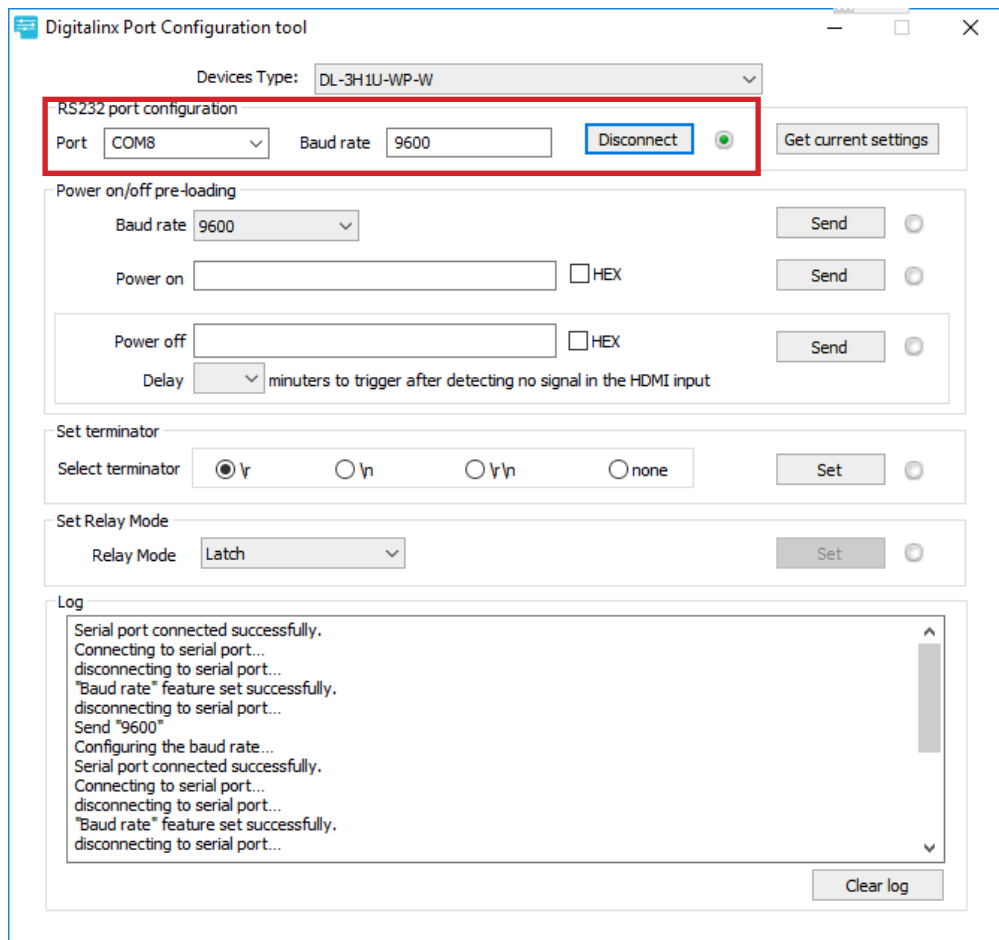 Digitalinx Port Configuration tool
Devices Type: DL-3H1U-WP-W
RS232 port configuration
Port COM8 Baud rate 9600 Disconnect Get current settings
Power on/off pre-loading
Baud rate 9600 Send
Power on HEX Send
Power off HEX Send
Delay minuters to trigger after detecting no signal in the HDMI input
Set terminator
Select terminator \r \n \r\n none Set
Set Relay Mode
Relay Mode Latch Set
Log
Serial port connected successfully.
Connecting to serial port...
disconnecting to serial port...
"Baud rate" feature set successfully.
disconnecting to serial port...
Send "9600"
Configuring the baud rate...
Serial port connected successfully.
Connecting to serial port...
disconnecting to serial port...
"Baud rate" feature set successfully.
disconnecting to serial port...
Clear log